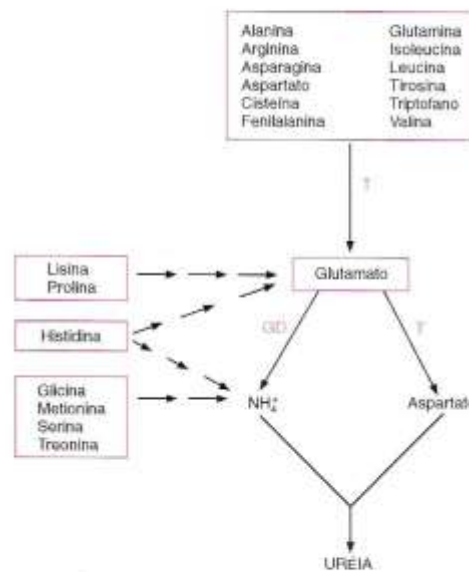 Alanina
Arginina
Asparagina
Aspartato
Cisteína
Fenilalanina
Glutamina
Isoleucina
Leucina
Tirosina
Triptofano
Valina
T
Lisina
Prolina
Glutamato
Histidina
GD
T
Glicina
Metionina
Serina
Treonina
NH₄⁺
Aspartato
URÉIA